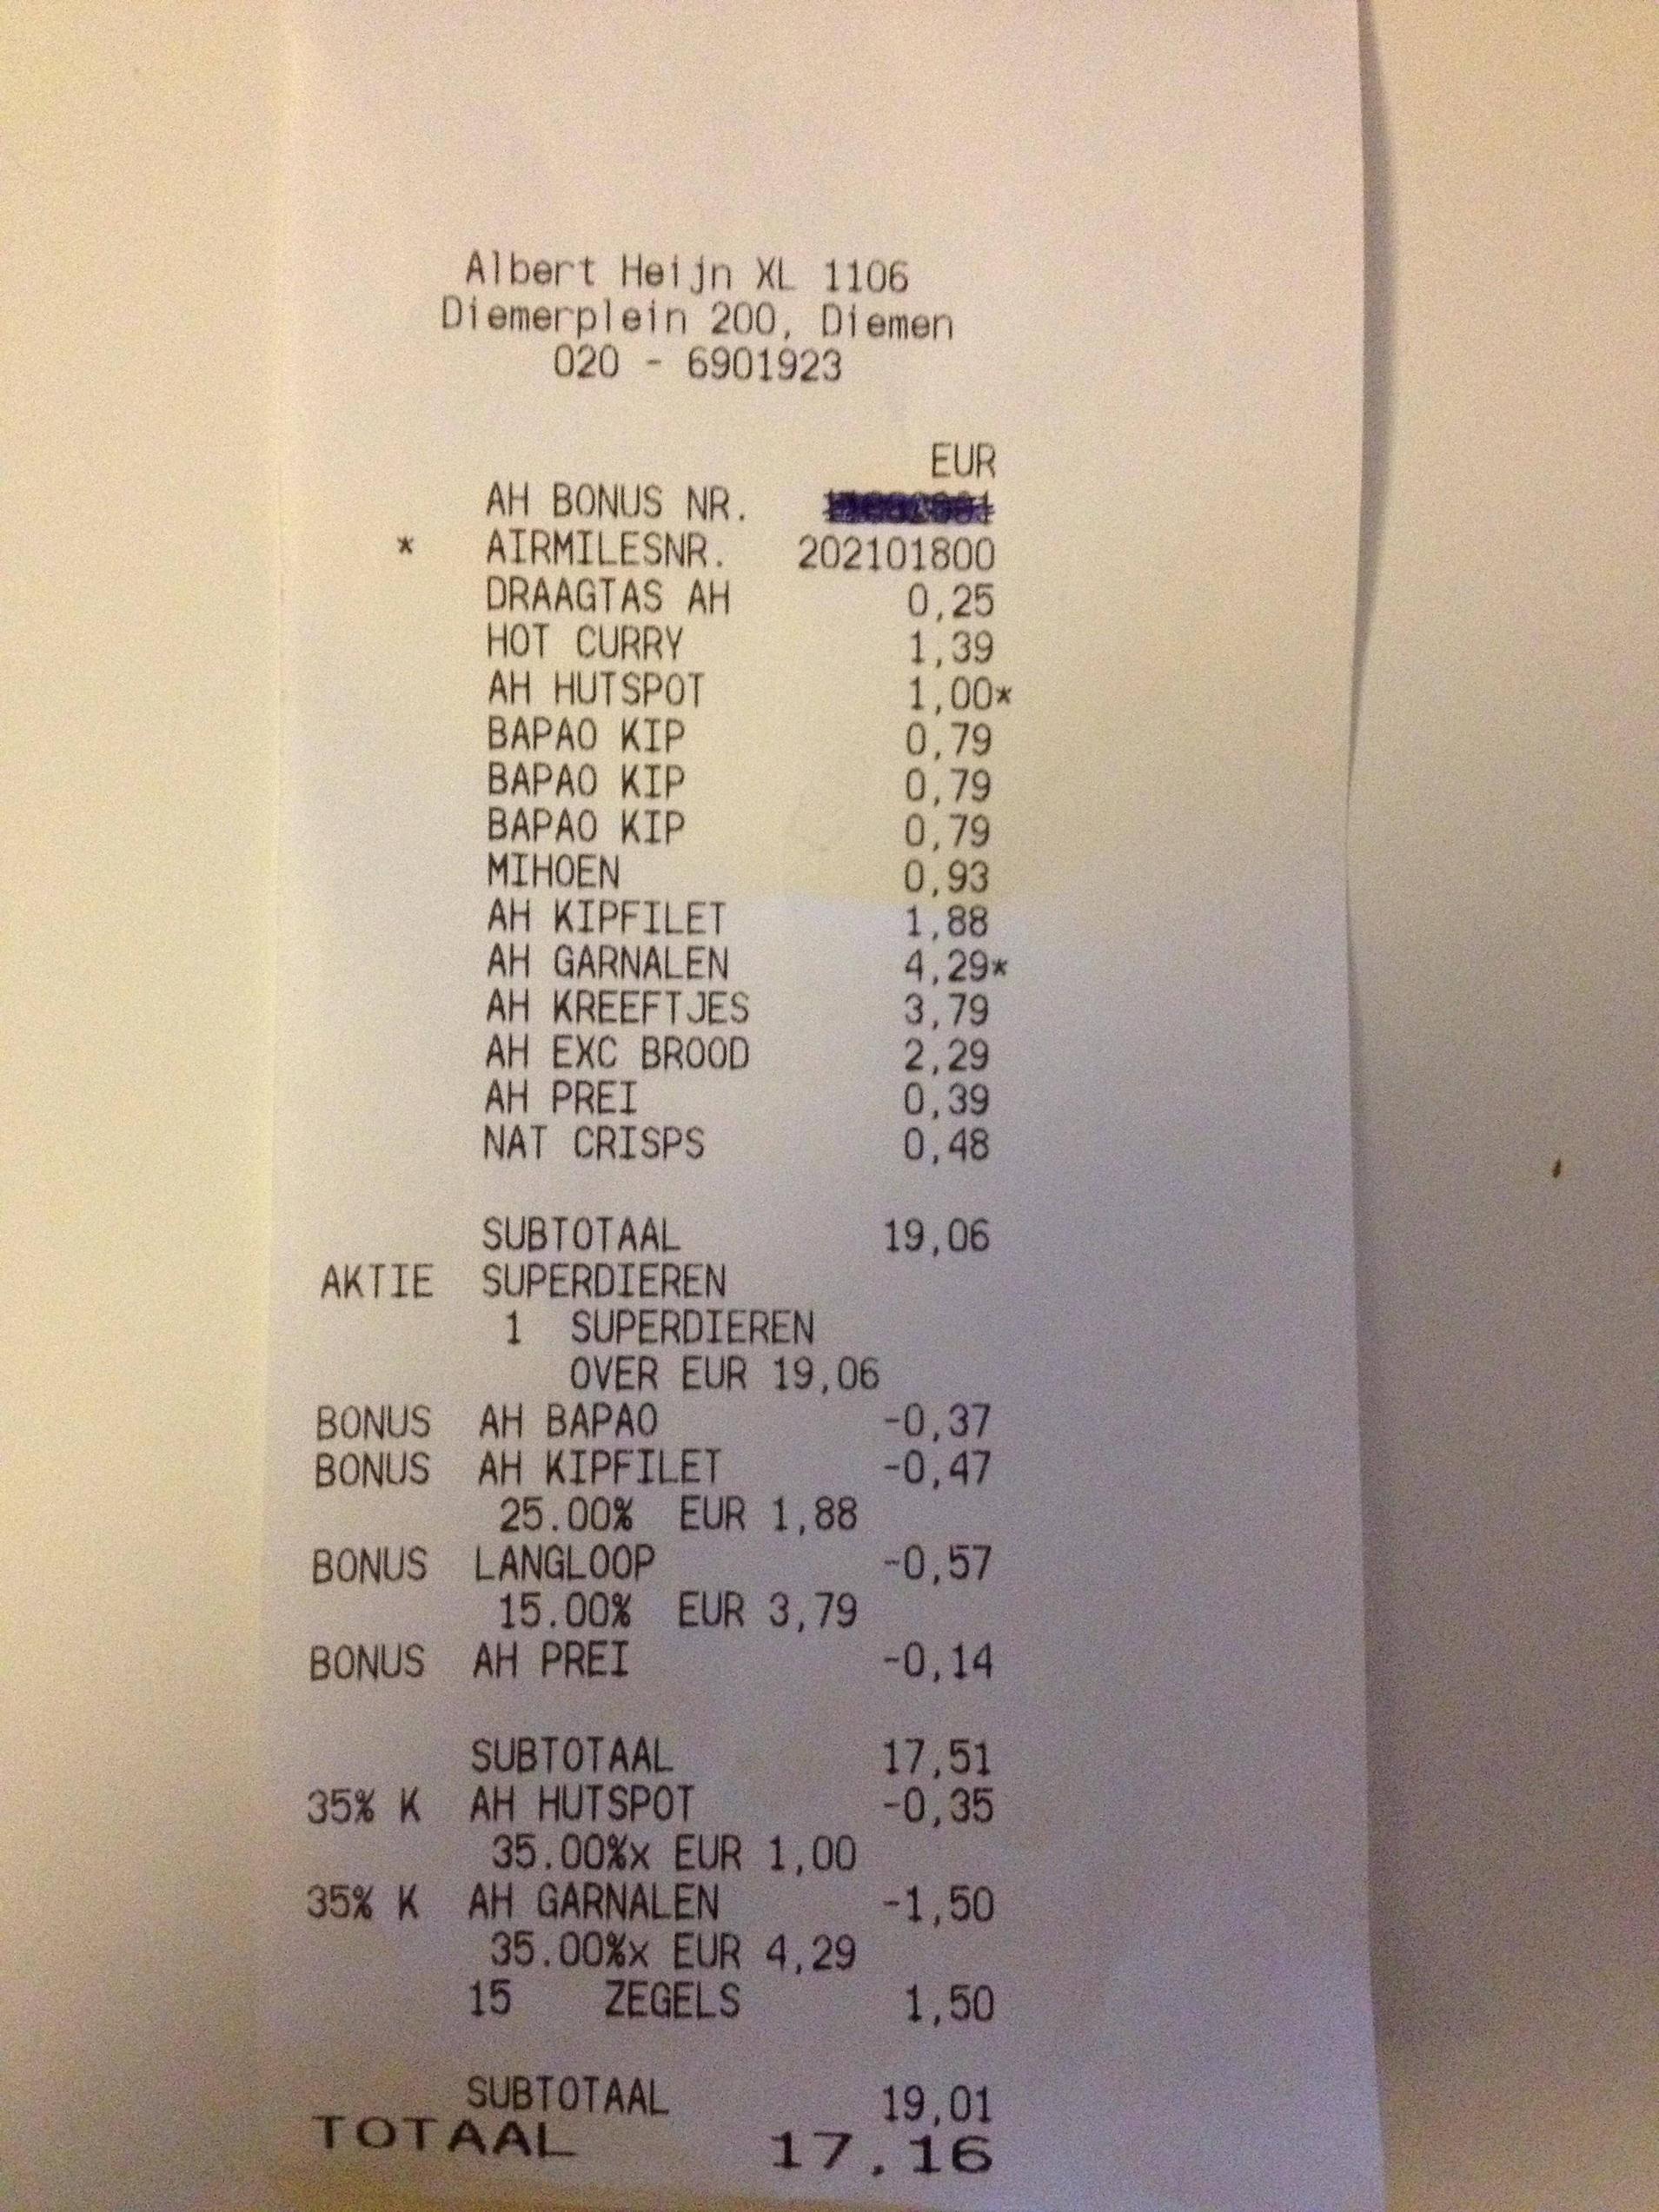 Albert Heijn XL 1106
Diemerplein 200, Diemen
020 - 6901923
EUR
AH BONUS NR.
* AIRMILESNR. 202101800
DRAAGTAS AH 0,25
HOT CURRY 1,39
AH HUTSPOT 1,00*
BAPAO KIP 0,79
BAPAO KIP 0,79
BAPAO KIP 0,79
MIHOEN 0,93
AH KIPFILET 1,88
AH GARNALEN 4,29*
AH KREEFTJES 3,79
AH EXC BROOD 2,29
AH PREI 0,39
NAT CRISPS 0,48
SUBTOTAAL 19,06
AKTIE SUPERDIEREN
1 SUPERDIEREN
OVER EUR 19,06
BONUS AH BAPAO -0,37
BONUS AH KIPFILET -0,47
25.00% EUR 1,88
BONUS LANGLOOP -0,57
15.00% EUR 3,79
BONUS AH PREI -0,14
SUBTOTAAL 17,51
35% K AH HUTSPOT -0,35
35.00%x EUR 1,00
35% K AH GARNALEN -1,50
35.00%x EUR 4,29
15 ZEGELS 1,50
SUBTOTAAL 19,01
TOTAAL 17.16